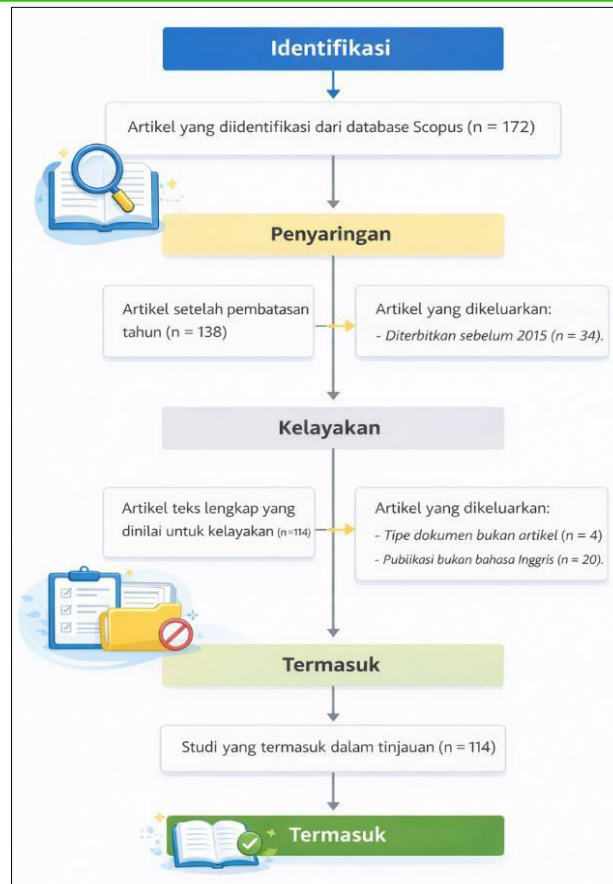 Identifikasi
Artikel yang diidentifikasi dari database Scopus (n = 172)
Penyaringan
Artikel setelah pembatasan
tahun (n = 138)
Artikel yang dikeluarkan:
- Diterbitkan sebelum 2015 (n = 34).
Kelayakan
Artikel teks lengkap yang
dinilai untuk kelayakan (n=114)
Artikel yang dikeluarkan:
- Tipe dokumen bukan artikel (n = 4)
- Publikasi bukan bahasa Inggris (n = 20).
Termasuk
Studi yang termasuk dalam tinjauan (n = 114)
Termasuk